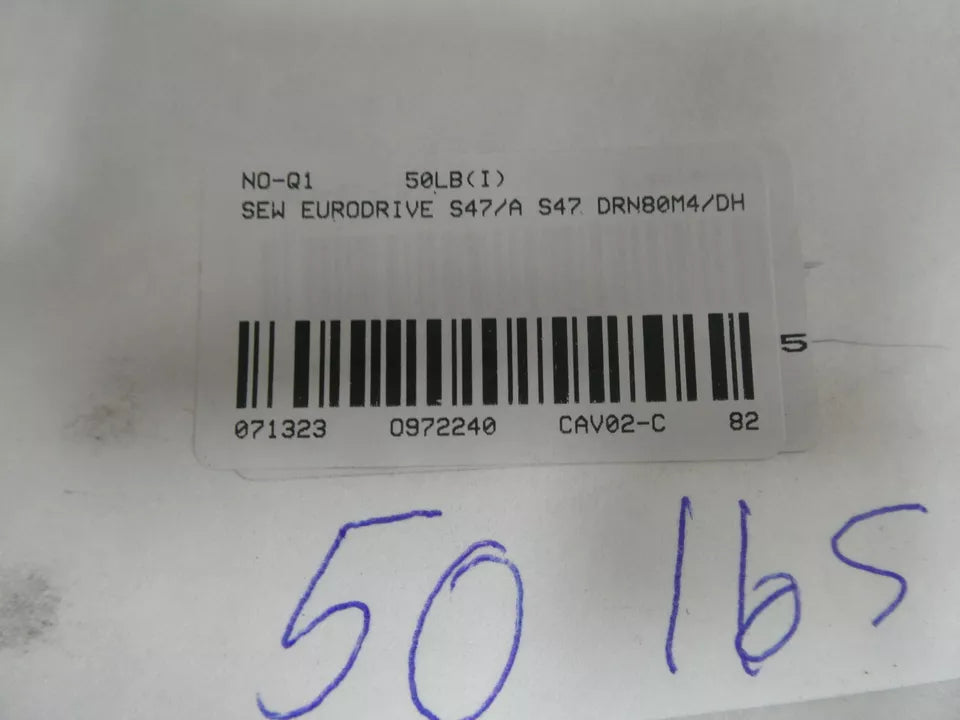 NO-Q1 50LB(I)
SEW EURODRIVE S47/A S47 DRN80M4/DH
5
071323 0972240 CAV02-C 82
50 lbs